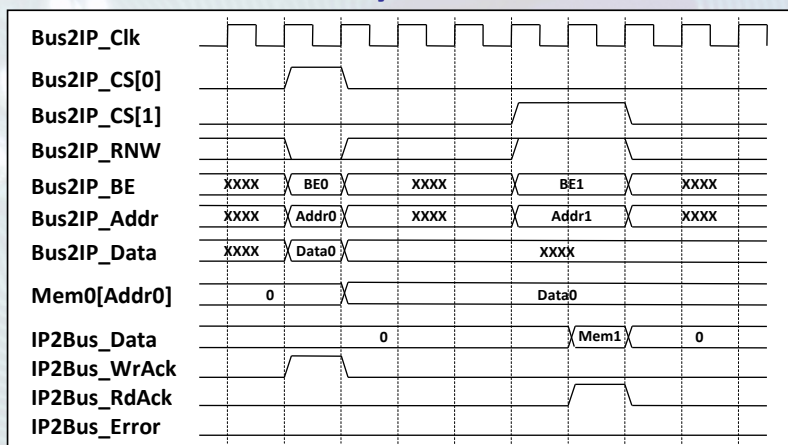 Bus2IP_Clk
Bus2IP_CS[0]
Bus2IP_CS[1]
Bus2IP_RNW
Bus2IP_BE XXXX BE0 XXXX BE1 XXXX
Bus2IP_Addr XXXX Addr0 XXXX Addr1 XXXX
Bus2IP_Data XXXX Data0 XXXX
Mem0[Addr0] 0 Data0
IP2Bus_Data 0 Mem1 0
IP2Bus_WrAck
IP2Bus_RdAck
IP2Bus_Error